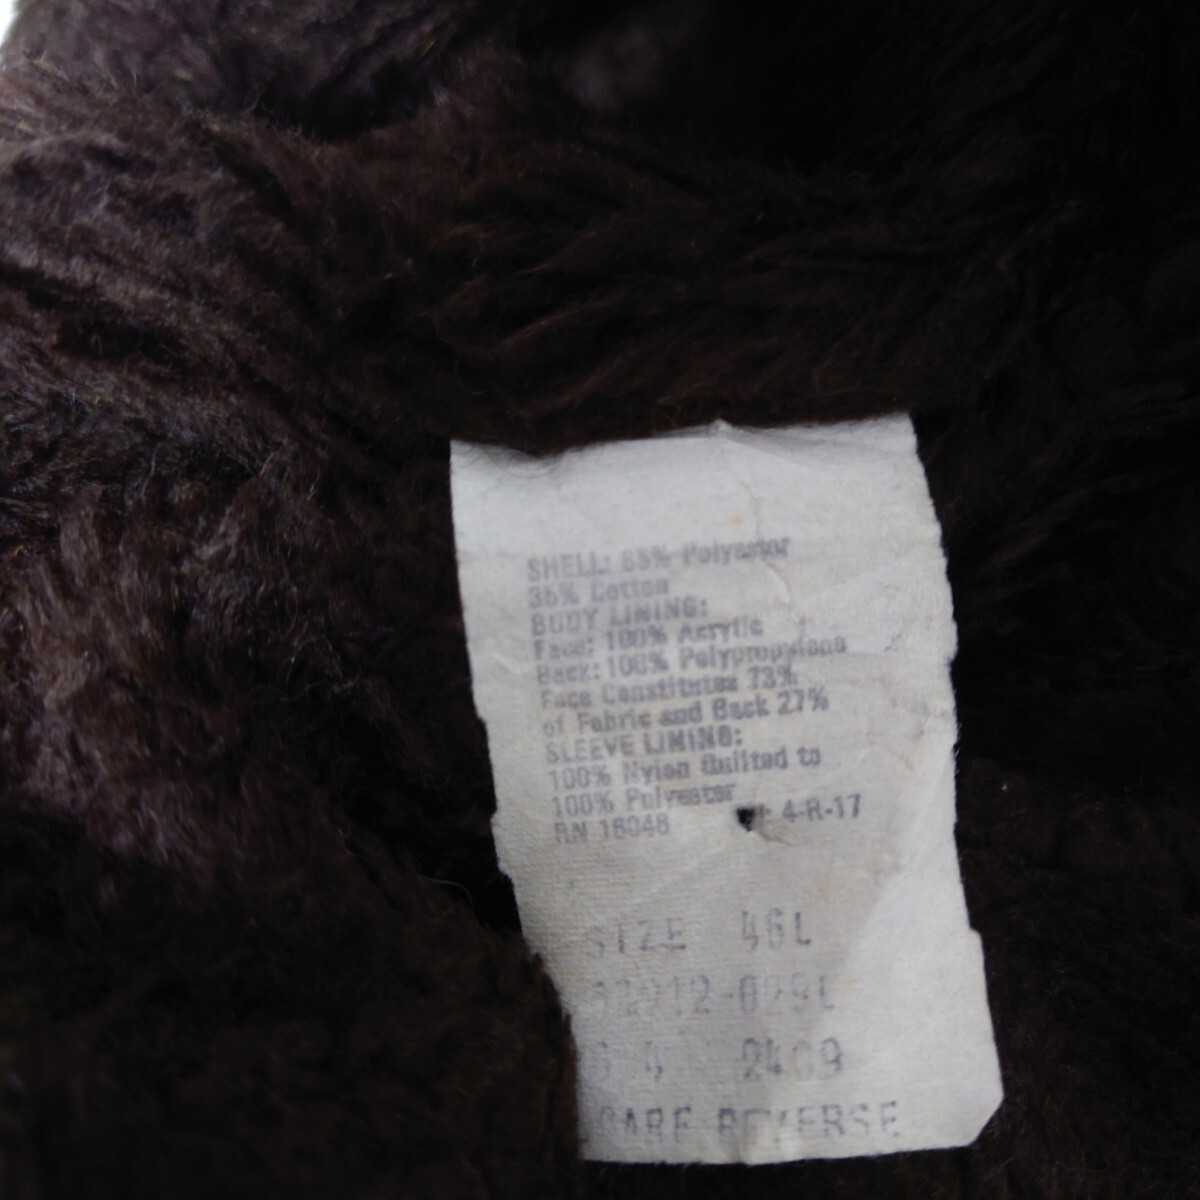 SHELL: 65% Polyester
35% Cotton
BODY LINING:
Face: 100% Acrylic
Back: 100% Polypropylene
Face Constitutes 73%
of Fabric and Back 27%
SLEEVE LINING:
100% Nylon Quilted to
100% Polyester
RN 16048 4-R-17
SIZE 46L
2409
CARE REVERSE